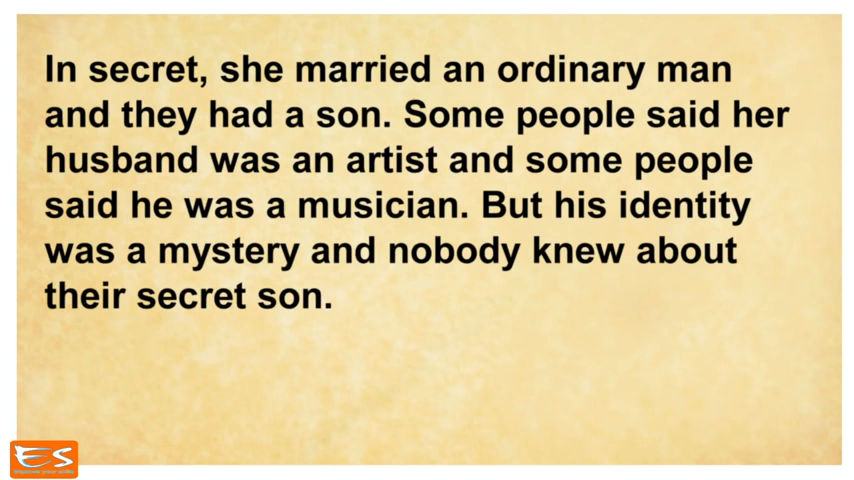 In secret, she married an ordinary man
and they had a son. Some people said her
husband was an artist and some people
said he was a musician. But his identity
was a mystery and nobody knew about
their secret son.
ES